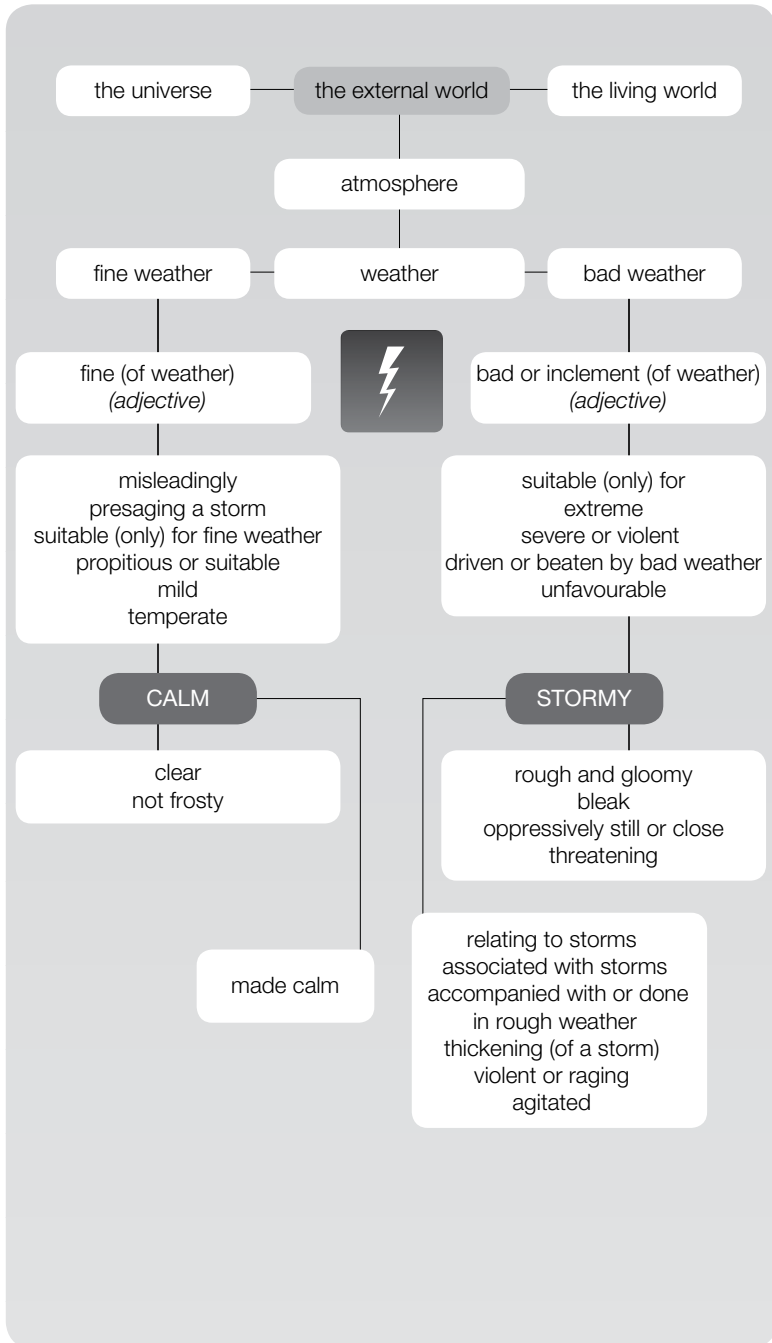 the universe
the external world
the living world
atmosphere
fine weather
weather
bad weather
fine (of weather)
(adjective)
bad or inclement (of weather)
(adjective)
misleadingly
presaging a storm
suitable (only) for fine weather
propitious or suitable
mild
temperate
suitable (only) for
extreme
severe or violent
driven or beaten by bad weather
unfavourable
CALM
STORMY
clear
not frosty
rough and gloomy
bleak
oppressively still or close
threatening
made calm
relating to storms
associated with storms
accompanied with or done
in rough weather
thickening (of a storm)
violent or raging
agitated